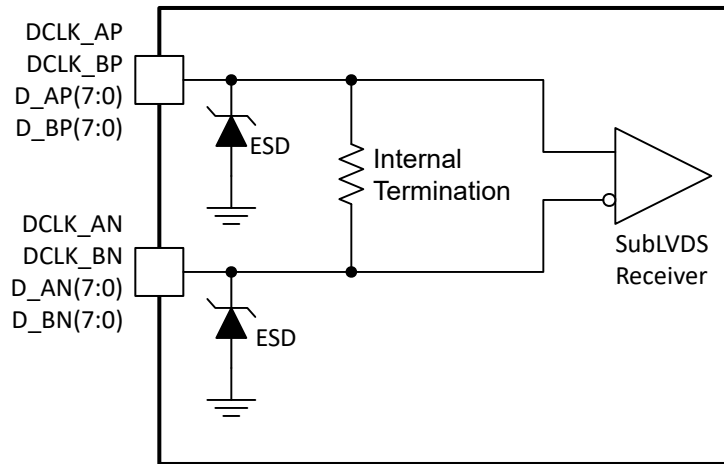 DCLK_AP
DCLK_BP
D_AP(7:0)
D_BP(7:0)
ESD
Internal
Termination
DCLK_AN
DCLK_BN
D_AN(7:0)
D_BN(7:0)
ESD
SubLVDS
Receiver